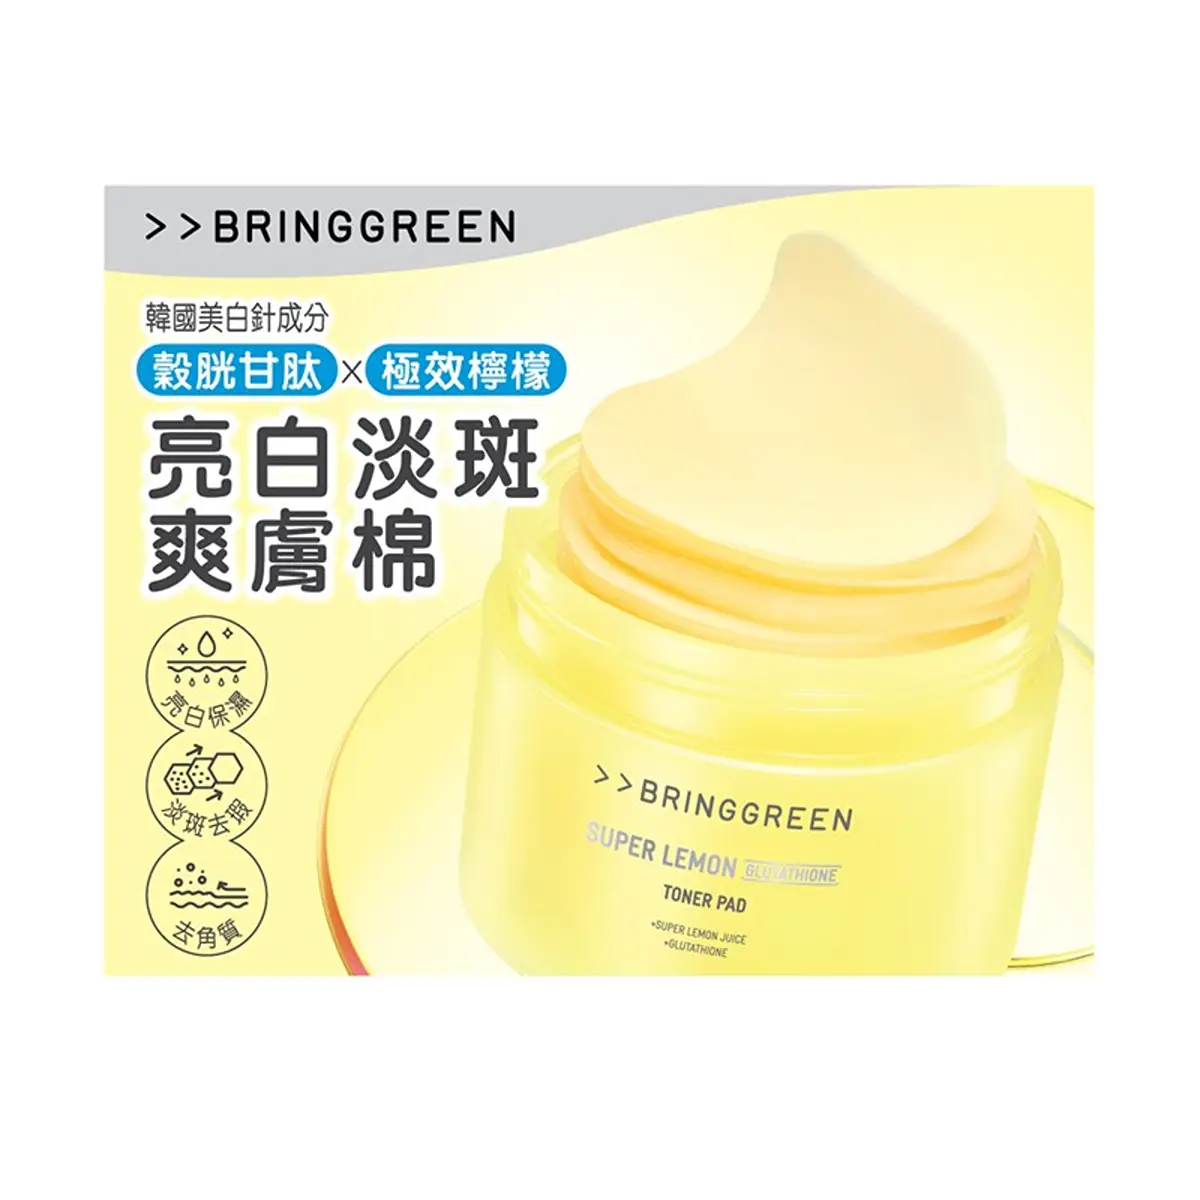 >>BRINGGREEN
韓國美白針成分
穀胱甘肽×極效檸檬
亮白淡斑
爽膚棉
亮白保濕
淡斑去瑕
去角質
>>BRINGGREEN
SUPER LEMON GLUTATHIONE
TONER PAD
+SUPER LEMON JUICE
+GLUTATHIONE